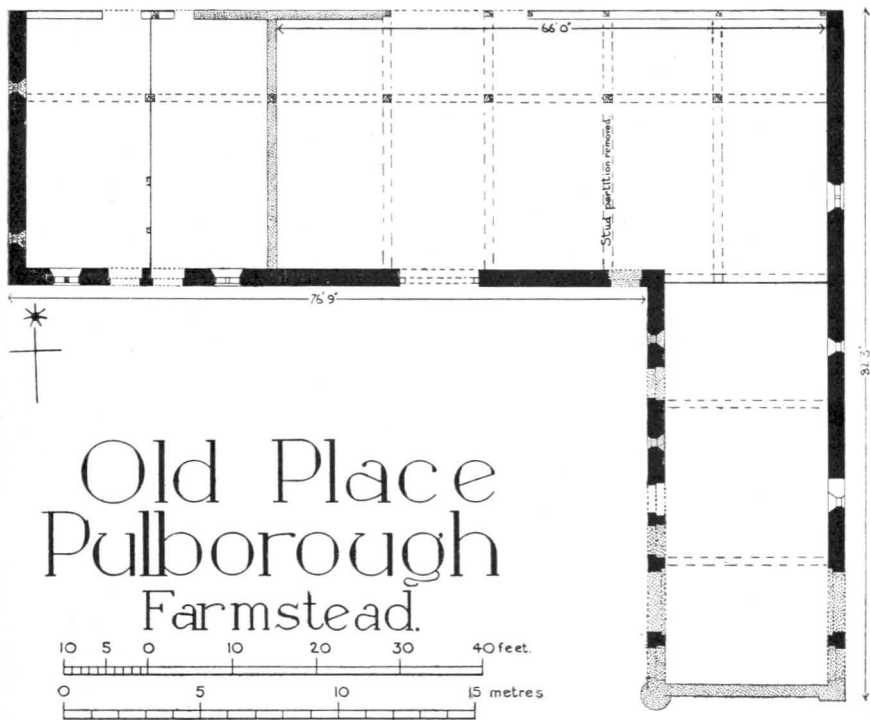 66'0"
Stud partition removed.
76'9"
82'3"
Old Place
Pulborough
Farmstead.
10 5 0 10 20 30 40 feet.
0 5 10 15 metres